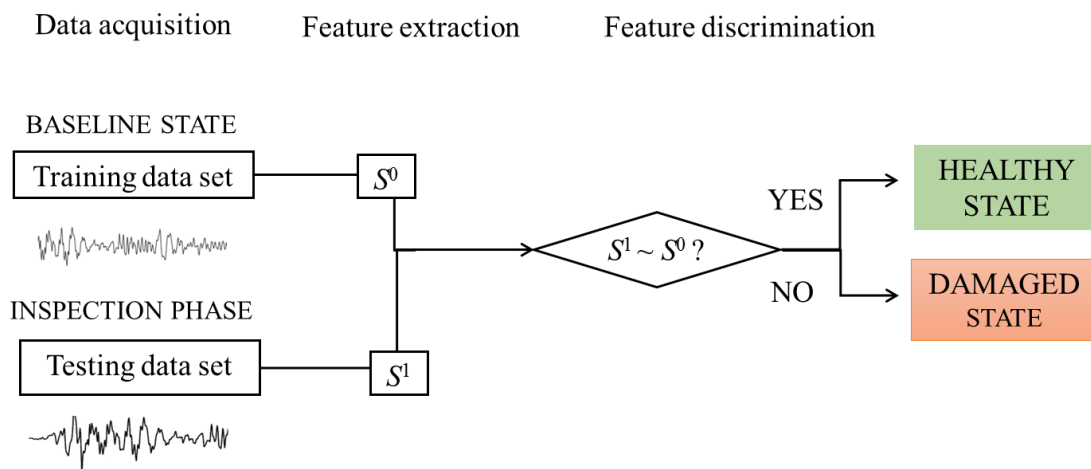 Data acquisition
Feature extraction
Feature discrimination
BASELINE STATE
Training data set
S⁰
INSPECTION PHASE
Testing data set
S¹
S¹ ~ S⁰ ?
YES
NO
HEALTHY
STATE
DAMAGED
STATE